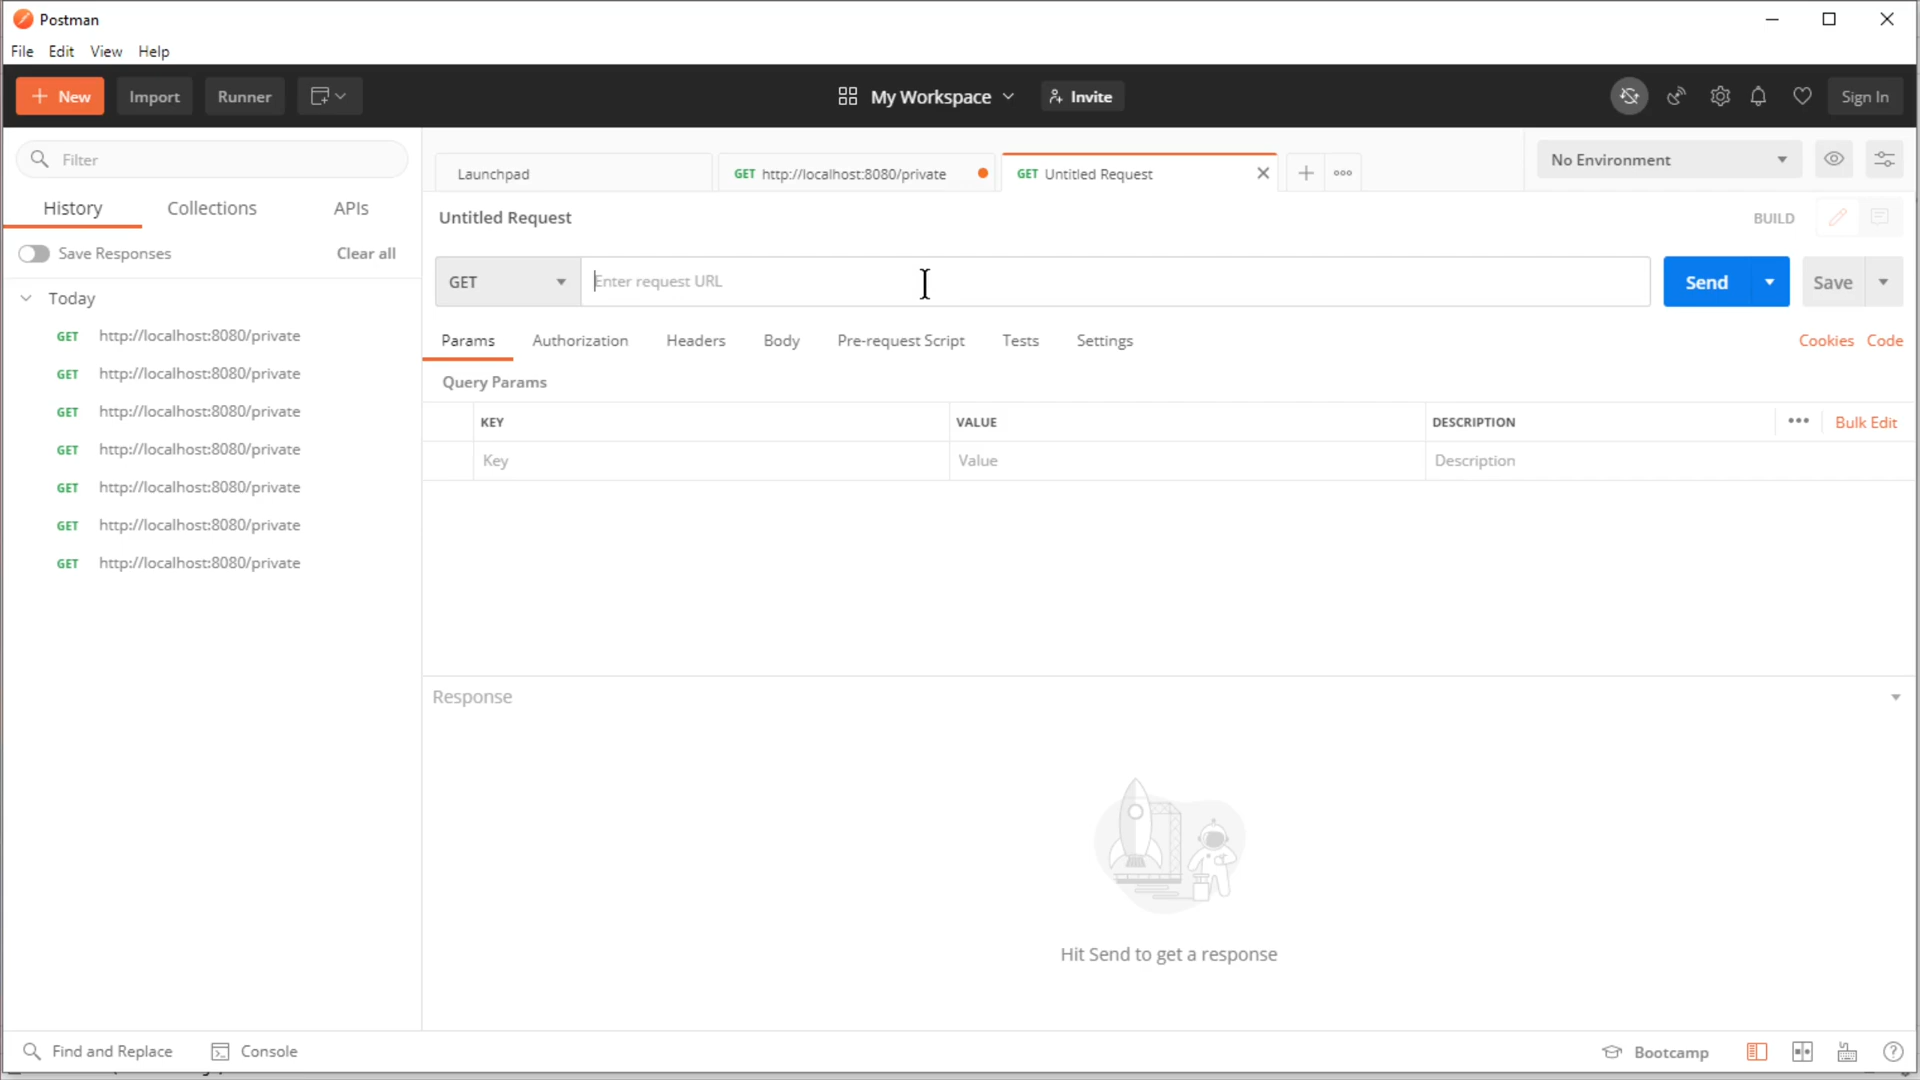 Postman
File Edit View Help
New Import Runner My Workspace Invite Sign In
Filter
Launchpad GET http://localhost:8080/private GET Untitled Request No Environment
History Collections APIs
Untitled Request BUILD
Save Responses Clear all
GET Enter request URL Send Save
Today
GET http://localhost:8080/private
GET http://localhost:8080/private
GET http://localhost:8080/private
GET http://localhost:8080/private
GET http://localhost:8080/private
GET http://localhost:8080/private
GET http://localhost:8080/private
Params Authorization Headers Body Pre-request Script Tests Settings Cookies Code
Query Params
KEY VALUE DESCRIPTION Bulk Edit
Key Value Description
Response
Hit Send to get a response
Find and Replace Console Bootcamp